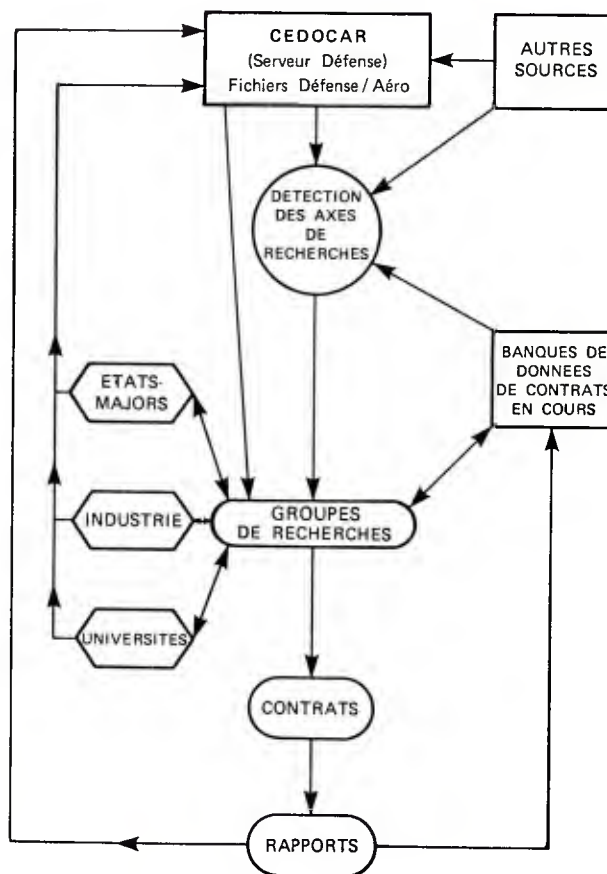 CEDOCAR
(Serveur Défense)
Fichiers Défense / Aéro
AUTRES
SOURCES
DETECTION
DES AXES
DE
RECHERCHES
BANQUES DE
DONNEES
DE CONTRATS
EN COURS
ETATS-
MAJORS
INDUSTRIE
GROUPES
DE RECHERCHES
UNIVERSITES
CONTRATS
RAPPORTS